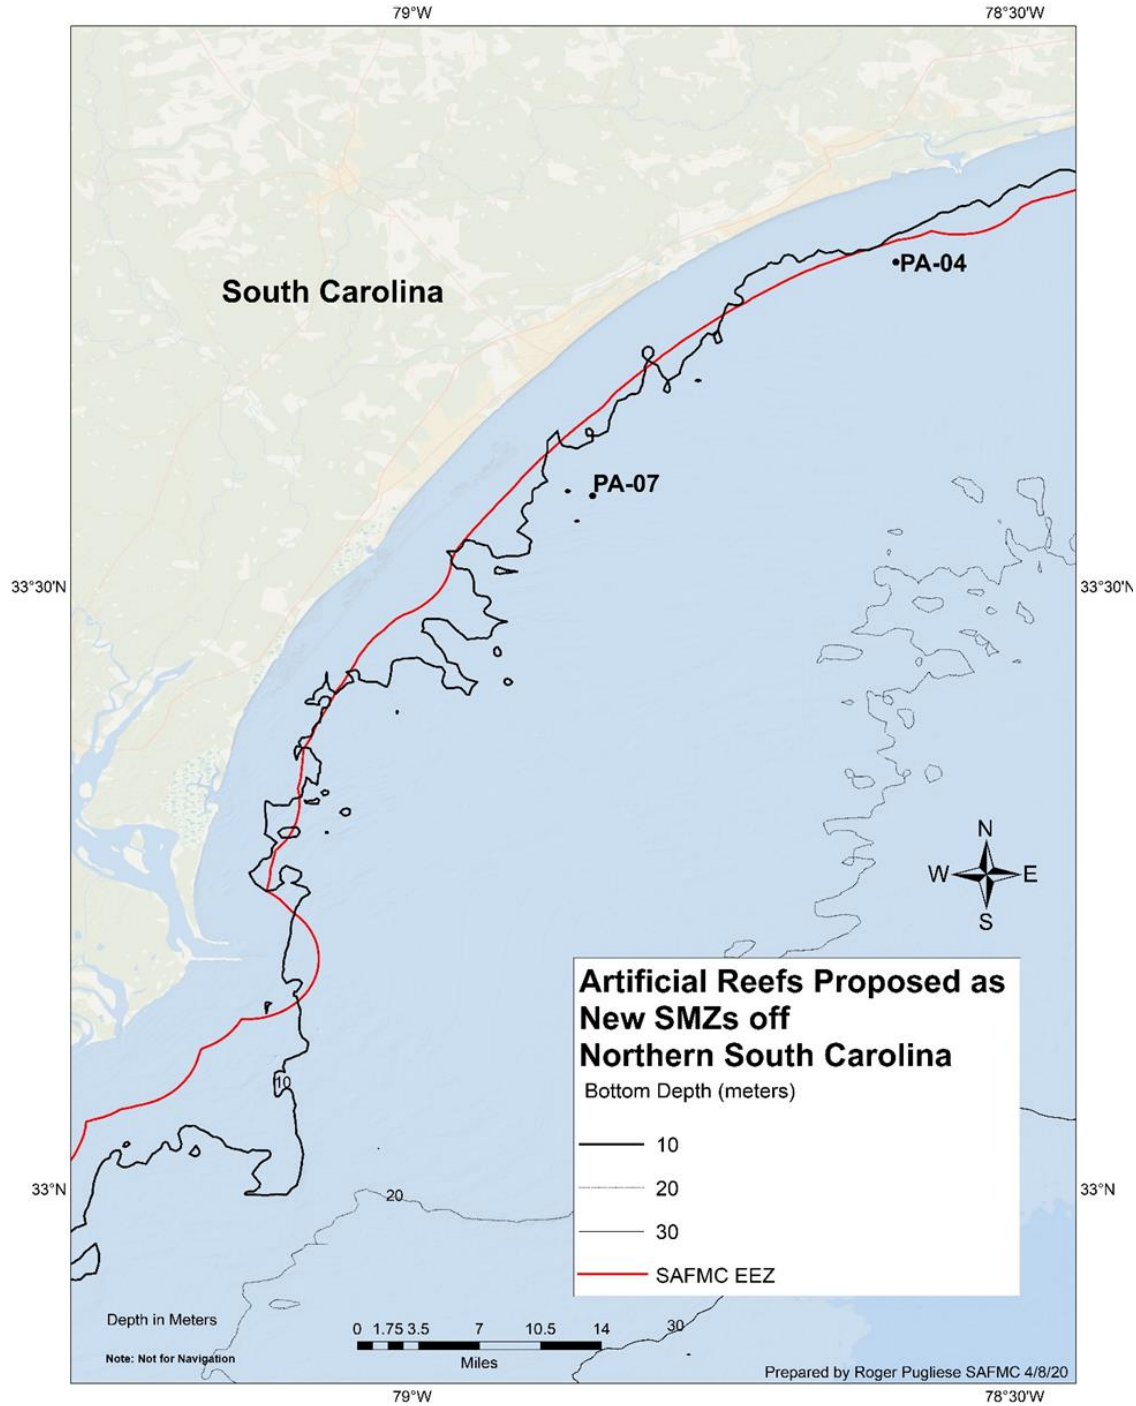 79°W 78°30'W
South Carolina
PA-04
PA-07
33°30'N 33°30'N
N
W E
S
Artificial Reefs Proposed as
New SMZs off
Northern South Carolina
Bottom Depth (meters)
10
20
30
SAFMC EEZ
10
33°N 33°N
20
Depth in Meters
0 1.75 3.5 7 10.5 14
Miles
30
Note: Not for Navigation
Prepared by Roger Pugliese SAFMC 4/8/20
79°W 78°30'W